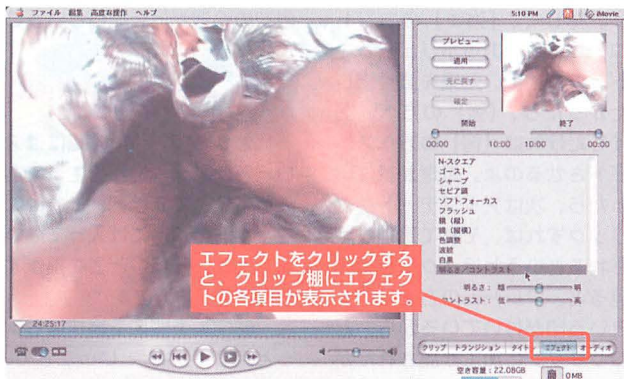 ファイル 編集 高度な操作 ヘルプ
5:10 PM iMovie
プレビュー
適用
元に戻す
確定
開始 終了
00:00 10:00 10:00 00:00
N-スクエア
ゴースト
シャープ
セピア調
ソフトフォーカス
フラッシュ
鏡（縦）
鏡（縦横）
色調整
波紋
白黒
明るさ／コントラスト
明るさ： 暗 明
コントラスト： 低 高
エフェクトをクリックする
と、クリップ棚にエフェク
トの各項目が表示されます。
24:25:17
クリップ トランジション タイトル エフェクト オーディオ
空き容量：22.08GB
0MB